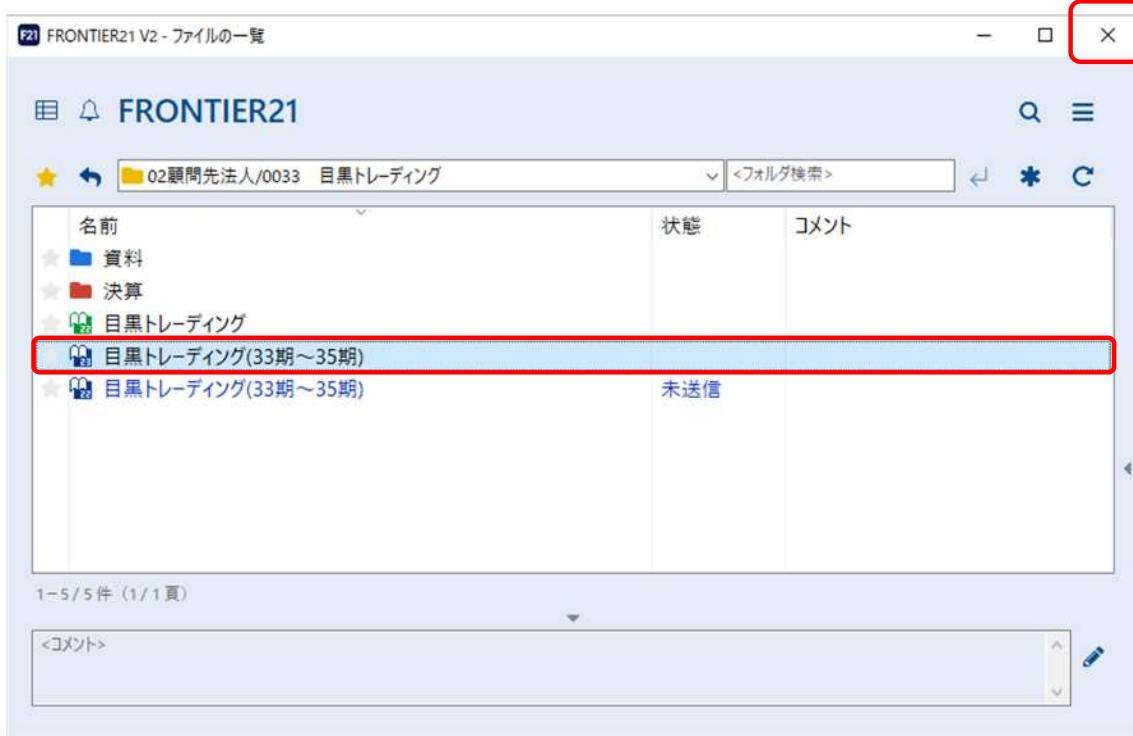 F21 FRONTIER21 V2 - ファイルの一覧
FRONTIER21
02顧問先法人/0033　目黒トレーディング <フォルダ検索>
名前 状態 コメント
資料
決算
22 目黒トレーディング
22 目黒トレーディング(33期～35期)
22 目黒トレーディング(33期～35期) 未送信
1－5/5件（1/1頁）
<コメント>